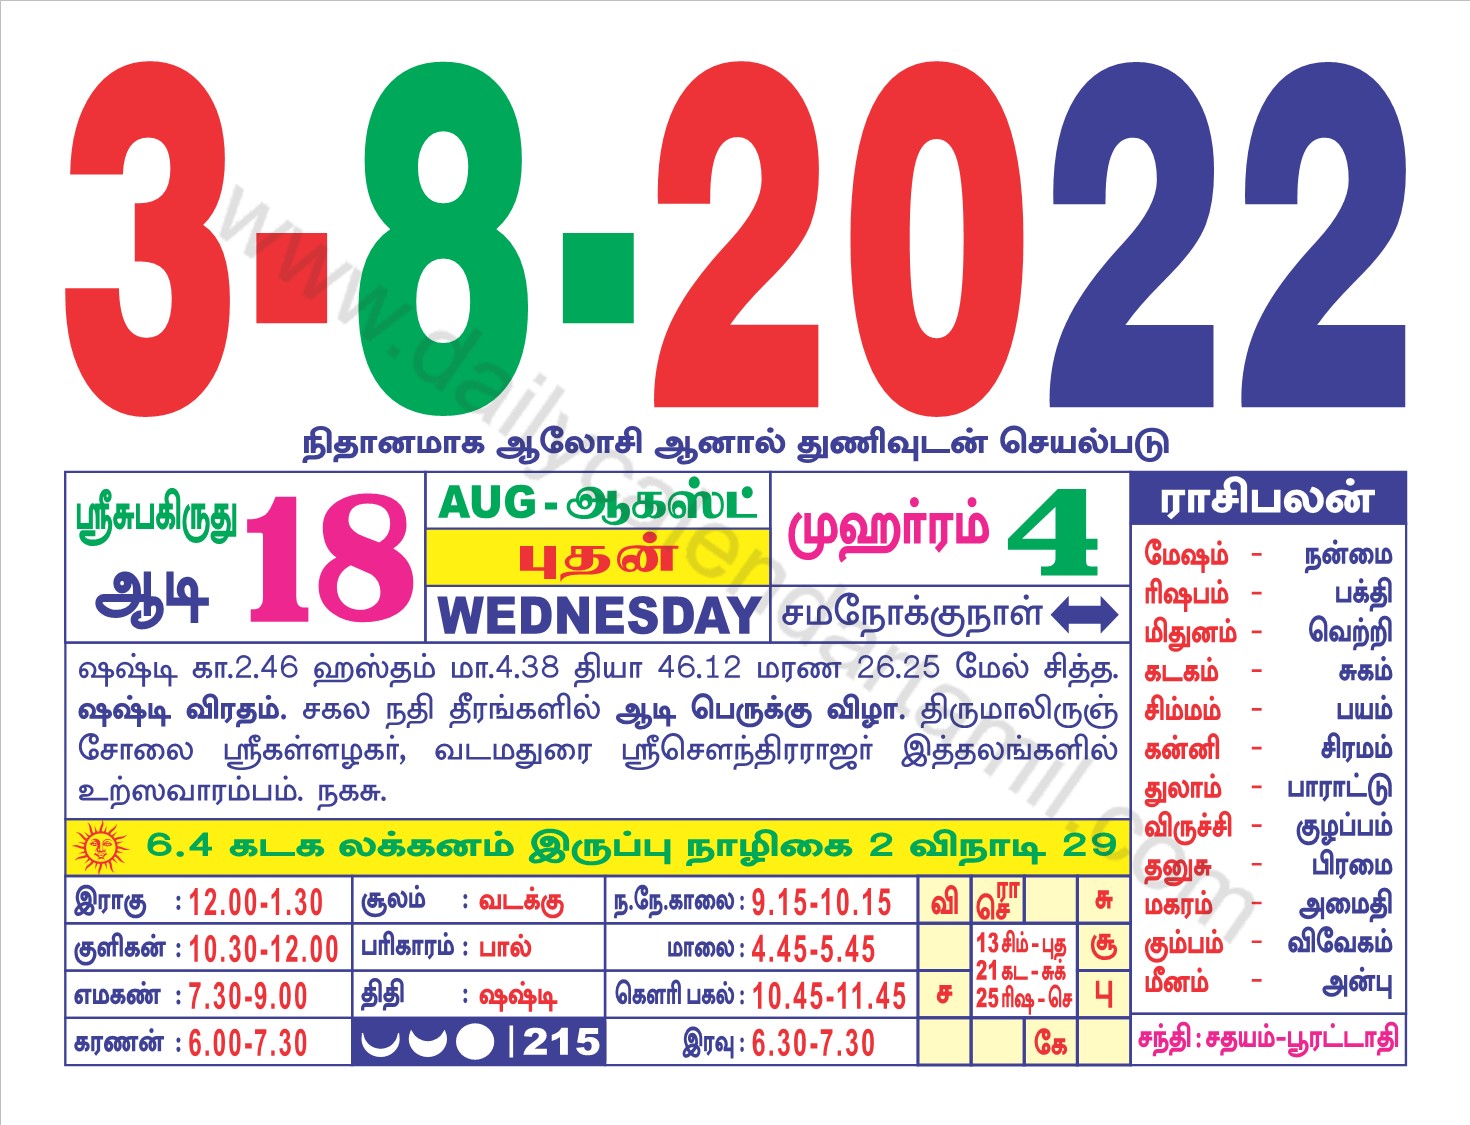 3-8-2022
நிதானமாக ஆலோசி ஆனால் துணிவுடன் செயல்படு
ஸ்ரீசுபகிருது
ஆடி 18
AUG - ஆகஸ்ட்
புதன்
WEDNESDAY
முஹர்ரம் 4
சமநோக்குநாள்
ஷஷ்டி கா.2.46 ஹஸ்தம் மா.4.38 தியா 46.12 மரண 26.25 மேல் சித்த.
ஷஷ்டி விரதம். சகல நதி தீரங்களில் ஆடி பெருக்கு விழா. திருமாலிருஞ்
சோலை ஸ்ரீகள்ளழகர், வடமதுரை ஸ்ரீசௌந்திரராஜர் இத்தலங்களில்
உற்ஸவாரம்பம். நகசு.
6.4 கடக லக்கனம் இருப்பு நாழிகை 2 விநாடி 29
இராகு : 12.00-1.30
குளிகன் : 10.30-12.00
எமகண் : 7.30-9.00
கரணன் : 6.00-7.30
சூலம் : வடக்கு
பரிகாரம் : பால்
திதி : ஷஷ்டி
215
ந.நே.காலை : 9.15-10.15
மாலை : 4.45-5.45
கௌரி பகல் : 10.45-11.45
இரவு : 6.30-7.30
வி ரா செ சு
13 சிம் - புத சூ
21 கட - சுக்
ச 25 ரிஷ - செ பு
கே
ராசிபலன்
மேஷம் - நன்மை
ரிஷபம் - பக்தி
மிதுனம் - வெற்றி
கடகம் - சுகம்
சிம்மம் - பயம்
கன்னி - சிரமம்
துலாம் - பாராட்டு
விருச்சி - குழப்பம்
தனுசு - பிரமை
மகரம் - அமைதி
கும்பம் - விவேகம்
மீனம் - அன்பு
சந்தி : சதயம்-பூரட்டாதி
www.dailycalendartamil.com